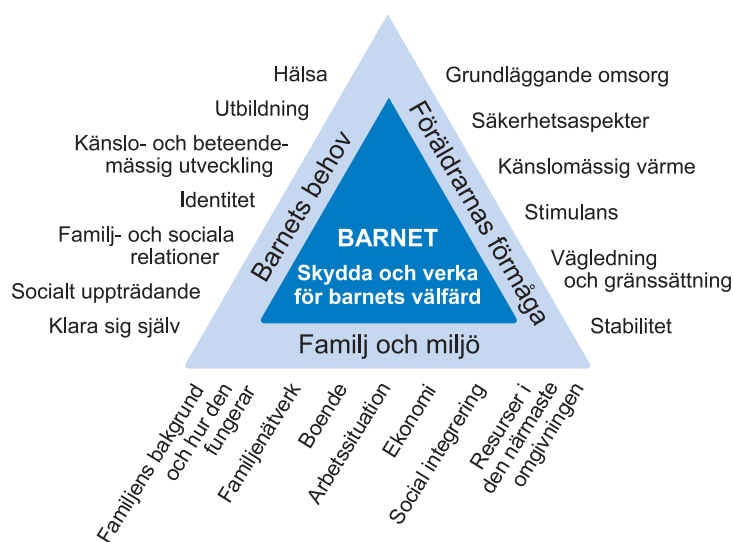 Hälsa
Utbildning
Känslo- och beteende-
mässig utveckling
Identitet
Familj- och sociala
relationer
Socialt uppträdande
Klara sig själv
Barnets behov
BARNET
Skydda och verka
för barnets välfärd
Föräldrarnas förmåga
Grundläggande omsorg
Säkerhetsaspekter
Känslomässig värme
Stimulans
Vägledning
och gränssättning
Stabilitet
Familj och miljö
Familjens bakgrund
och hur den
fungerar
Familjenätverk
Boende
Arbetssituation
Ekonomi
Social integrering
Resurser i
den närmaste
omgivningen